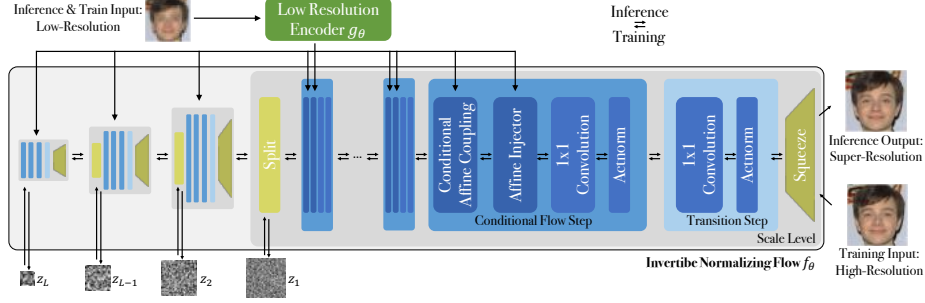 Inference & Train Input:
Low-Resolution
Low Resolution
Encoder gθ
Inference
Training
Split
...
Conditional
Affine Coupling
Affine Injector
1x1
Convolution
Actnorm
Conditional Flow Step
1x1
Convolution
Actnorm
Transition Step
Squeeze
Scale Level
Inference Output:
Super-Resolution
Training Input:
High-Resolution
zL
zL−1
z2
z1
Invertibe Normalizing Flow fθ